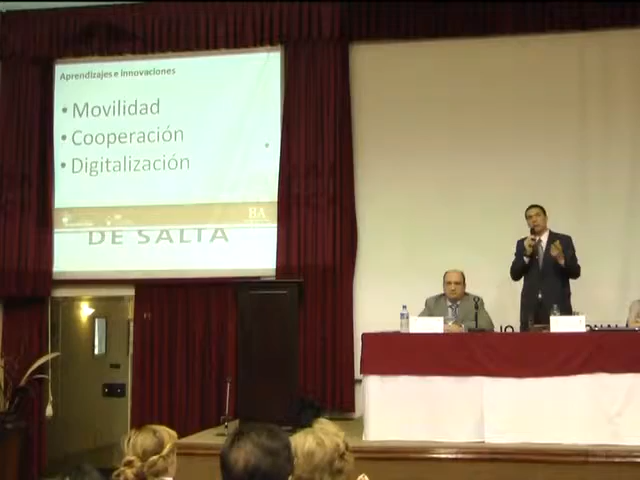 Aprendizajes e Innovaciones
• Movilidad
• Cooperación
• Digitalización
BA
DE SALTA